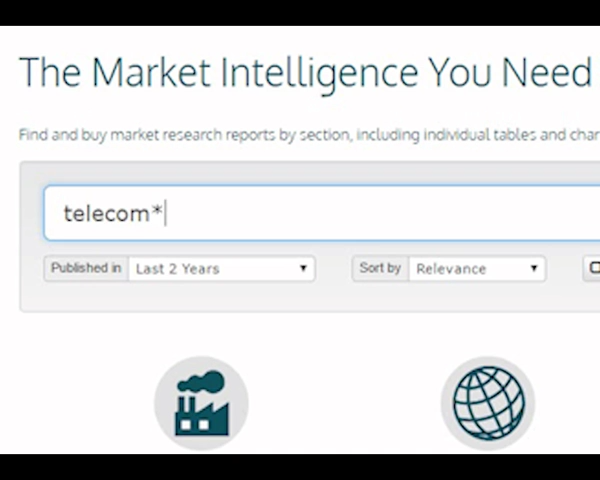 The Market Intelligence You Need
Find and buy market research reports by section, including individual tables and char
telecom*
Published in Last 2 Years Sort by Relevance